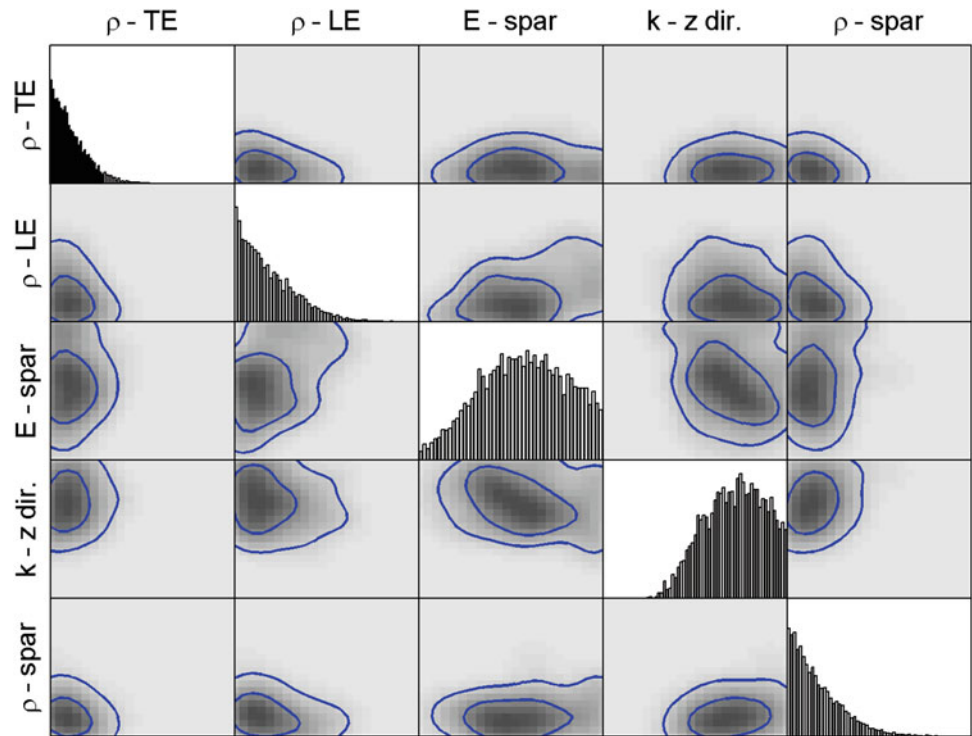 ρ - TE ρ - LE E - spar k - z dir. ρ - spar
ρ - TE
ρ - LE
E - spar
k - z dir.
ρ - spar